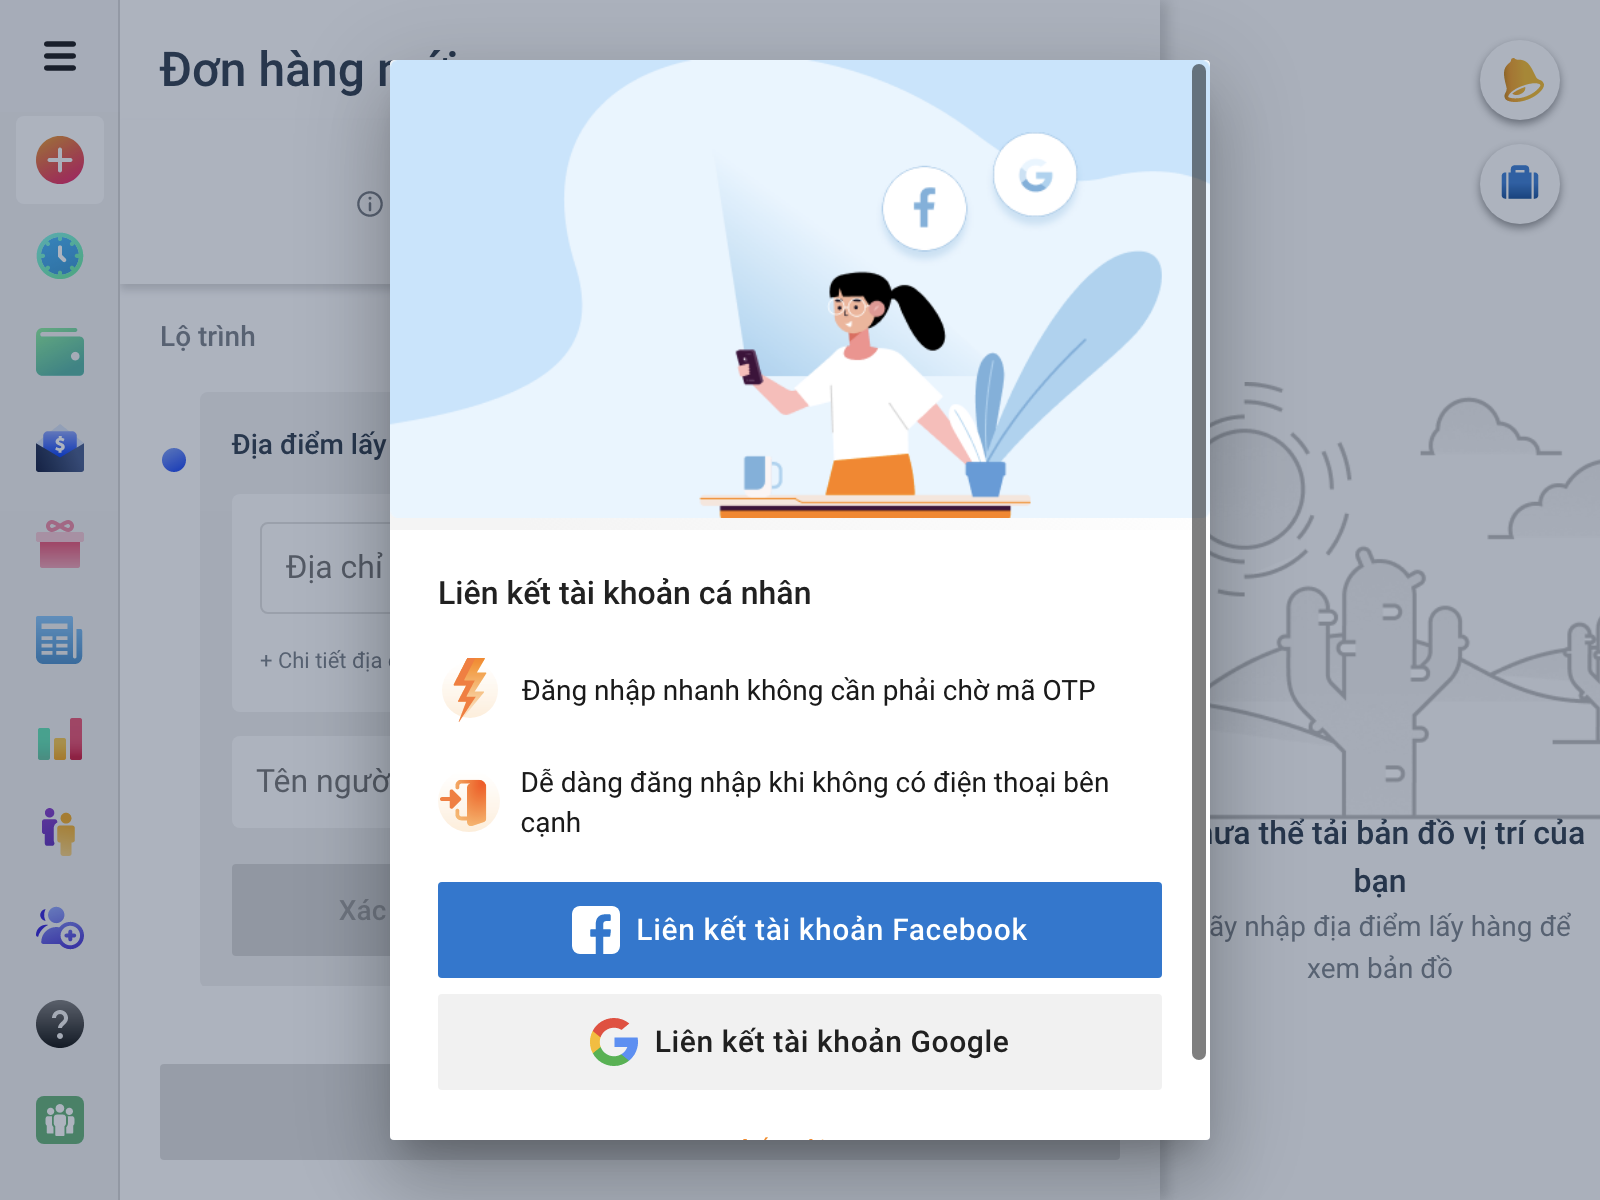 Đơn hàng
Lộ trình
Địa điểm lấy
Địa chỉ
+ Chi tiết địa
Tên người
Xác
Liên kết tài khoản cá nhân
Đăng nhập nhanh không cần phải chờ mã OTP
Dễ dàng đăng nhập khi không có điện thoại bên
cạnh
Liên kết tài khoản Facebook
Liên kết tài khoản Google
thể tải bản đồ vị trí của
bạn
nhập địa điểm lấy hàng để
xem bản đồ